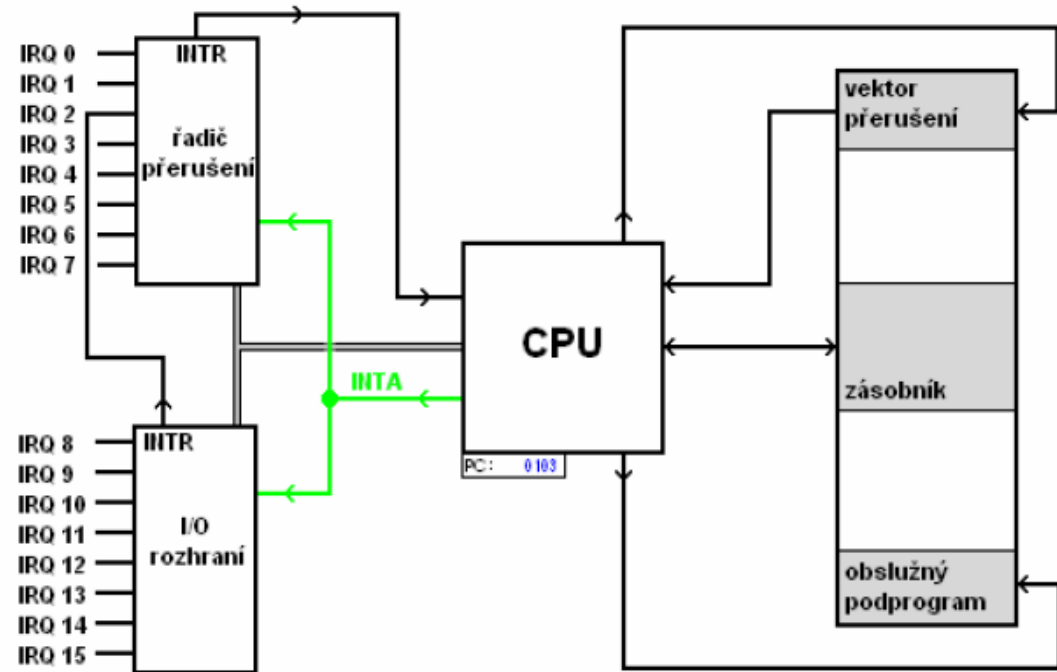 IRQ 0
IRQ 1
IRQ 2
IRQ 3
IRQ 4
IRQ 5
IRQ 6
IRQ 7
INTR
řadič
přerušení
IRQ 8
IRQ 9
IRQ 10
IRQ 11
IRQ 12
IRQ 13
IRQ 14
IRQ 15
INTR
I/O
rozhraní
INTA
CPU
PC: 0103
vektor
přerušení
zásobník
obslužný
podprogram